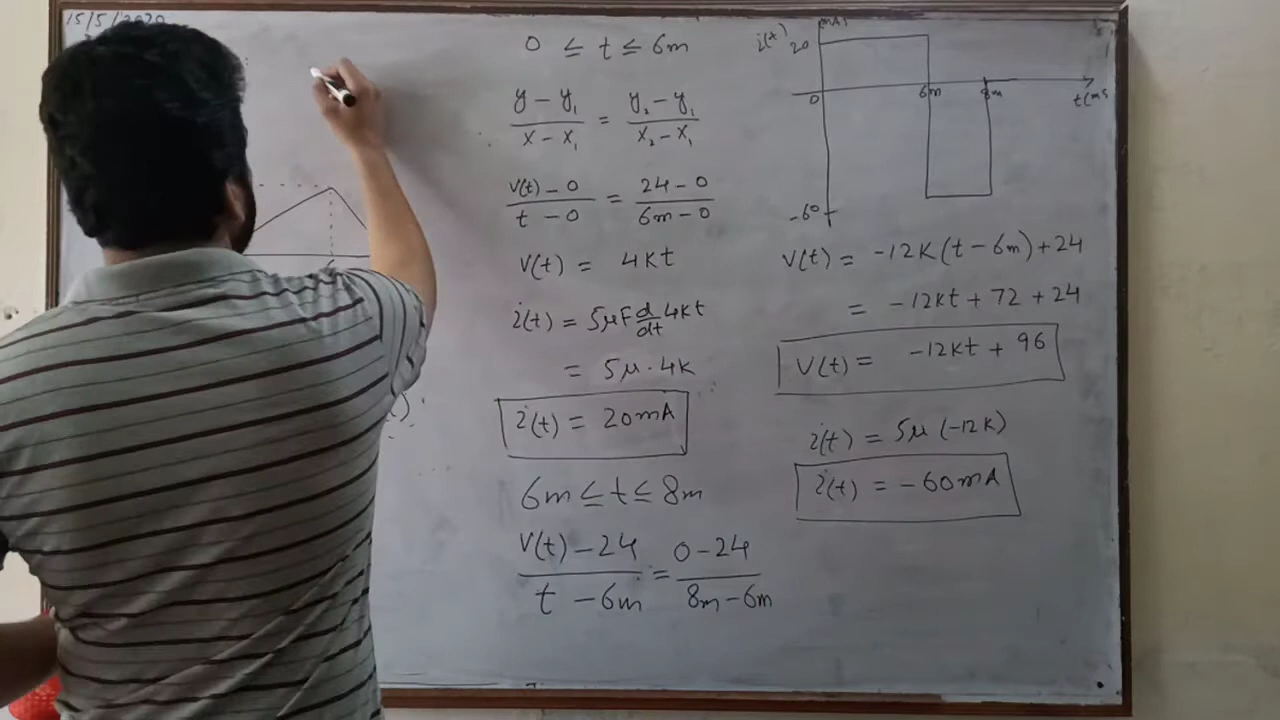 15/5/2020
0 ≤ t ≤ 6m
y - y₁ / x - x₁ = y₂ - y₁ / x₂ - x₁
v(t) - 0 / t - 0 = 24 - 0 / 6m - 0
v(t) = 4kt
i(t) = 5μF d/dt 4kt
= 5μ · 4k
i(t) = 20mA
6m ≤ t ≤ 8m
v(t) - 24 / t - 6m = 0 - 24 / 8m - 6m
i(t)
mA
20
0
6m
8m
t(ms
-60
v(t) = -12k(t - 6m) + 24
= -12kt + 72 + 24
v(t) = -12kt + 96
i(t) = 5μ (-12k)
i(t) = -60mA